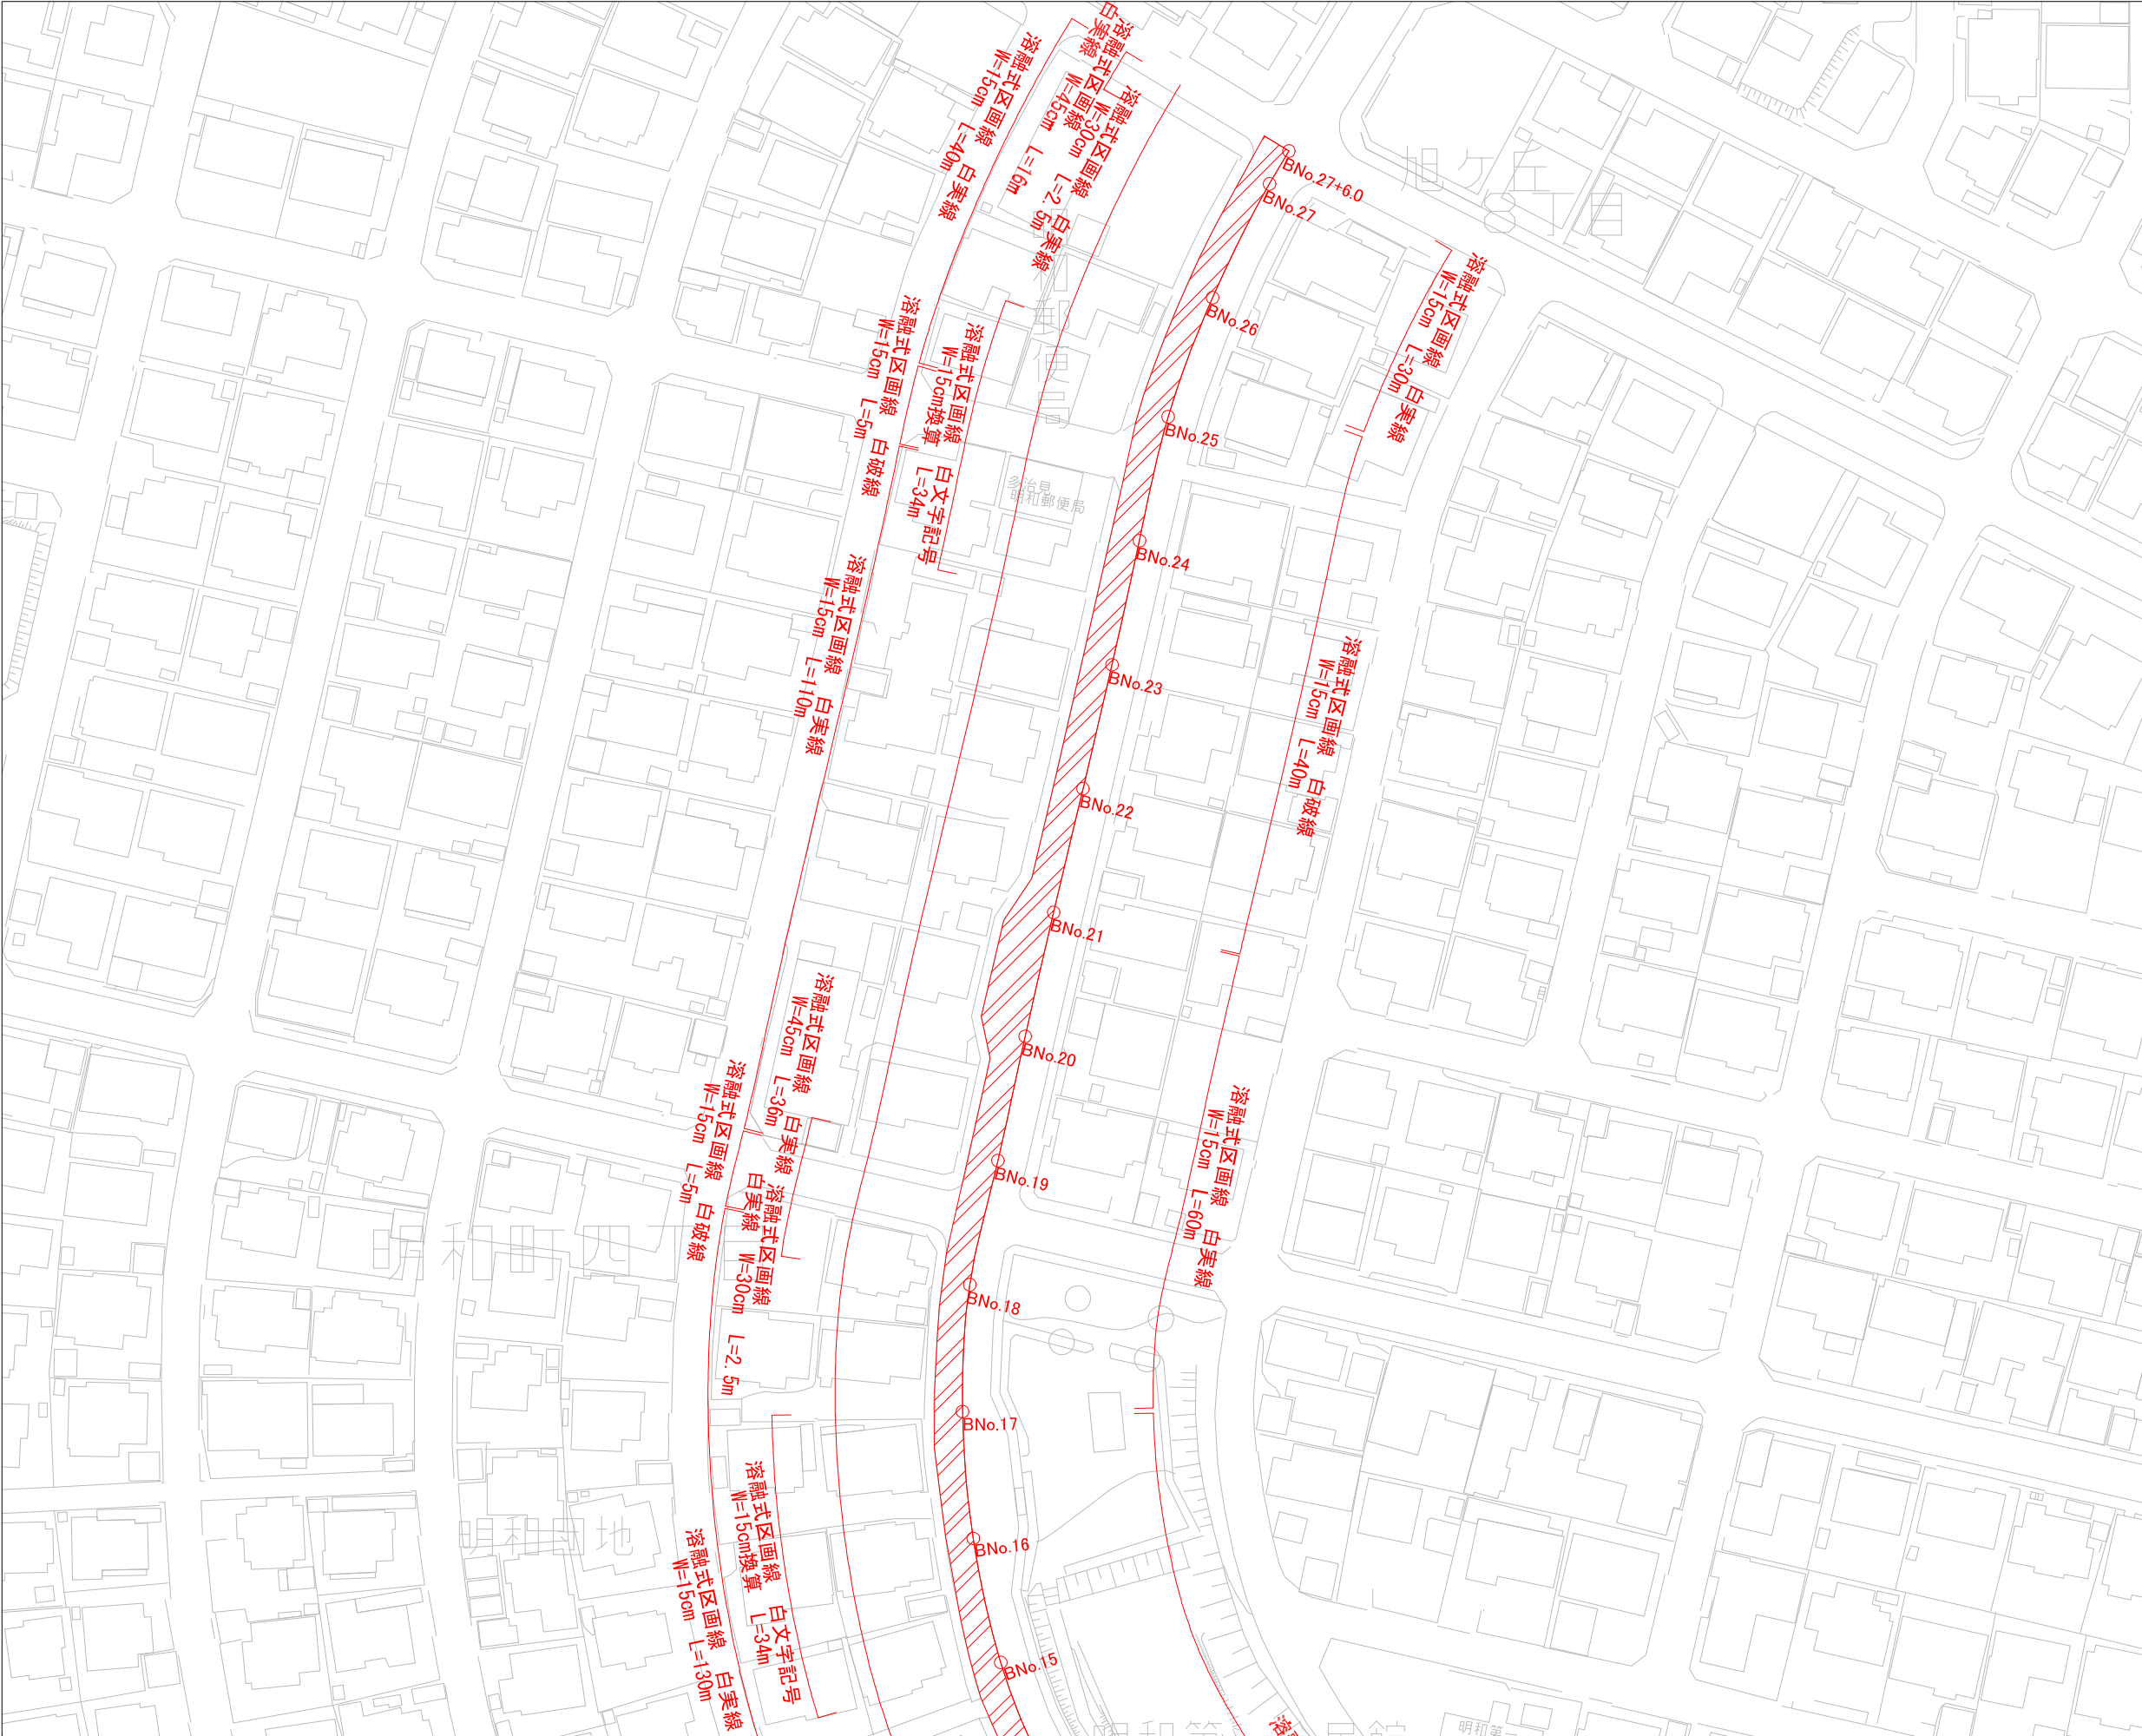 溶融式区画線 白実線
W=15cm L=40m
溶融式区画線
白実線
W=45cm L=16m
溶融式区画線 白実線
W=30cm L=2.5m
BNo.27+6.0
BNo.27
旭ケ丘
8丁目
溶融式区画線 白実線
W=15cm L=30m
BNo.26
溶融式区画線 白破線
W=15cm L=5m
溶融式区画線 白文字記号
W=15cm換算 L=34m
BNo.25
多治見
明和郵便局
BNo.24
溶融式区画線 白実線
W=15cm L=110m
BNo.23
溶融式区画線 白破線
W=15cm L=40m
BNo.22
BNo.21
溶融式区画線 白実線
W=45cm L=36m
BNo.20
溶融式区画線 白破線
W=15cm L=5m
溶融式区画線 白実線
W=15cm L=60m
BNo.19
溶融式区画線
白実線 W=30cm L=2.5m
BNo.18
BNo.17
溶融式区画線 白文字記号
W=15cm換算 L=34m
明和団地
BNo.16
溶融式区画線 白実線
W=15cm L=130m
BNo.15
明和第